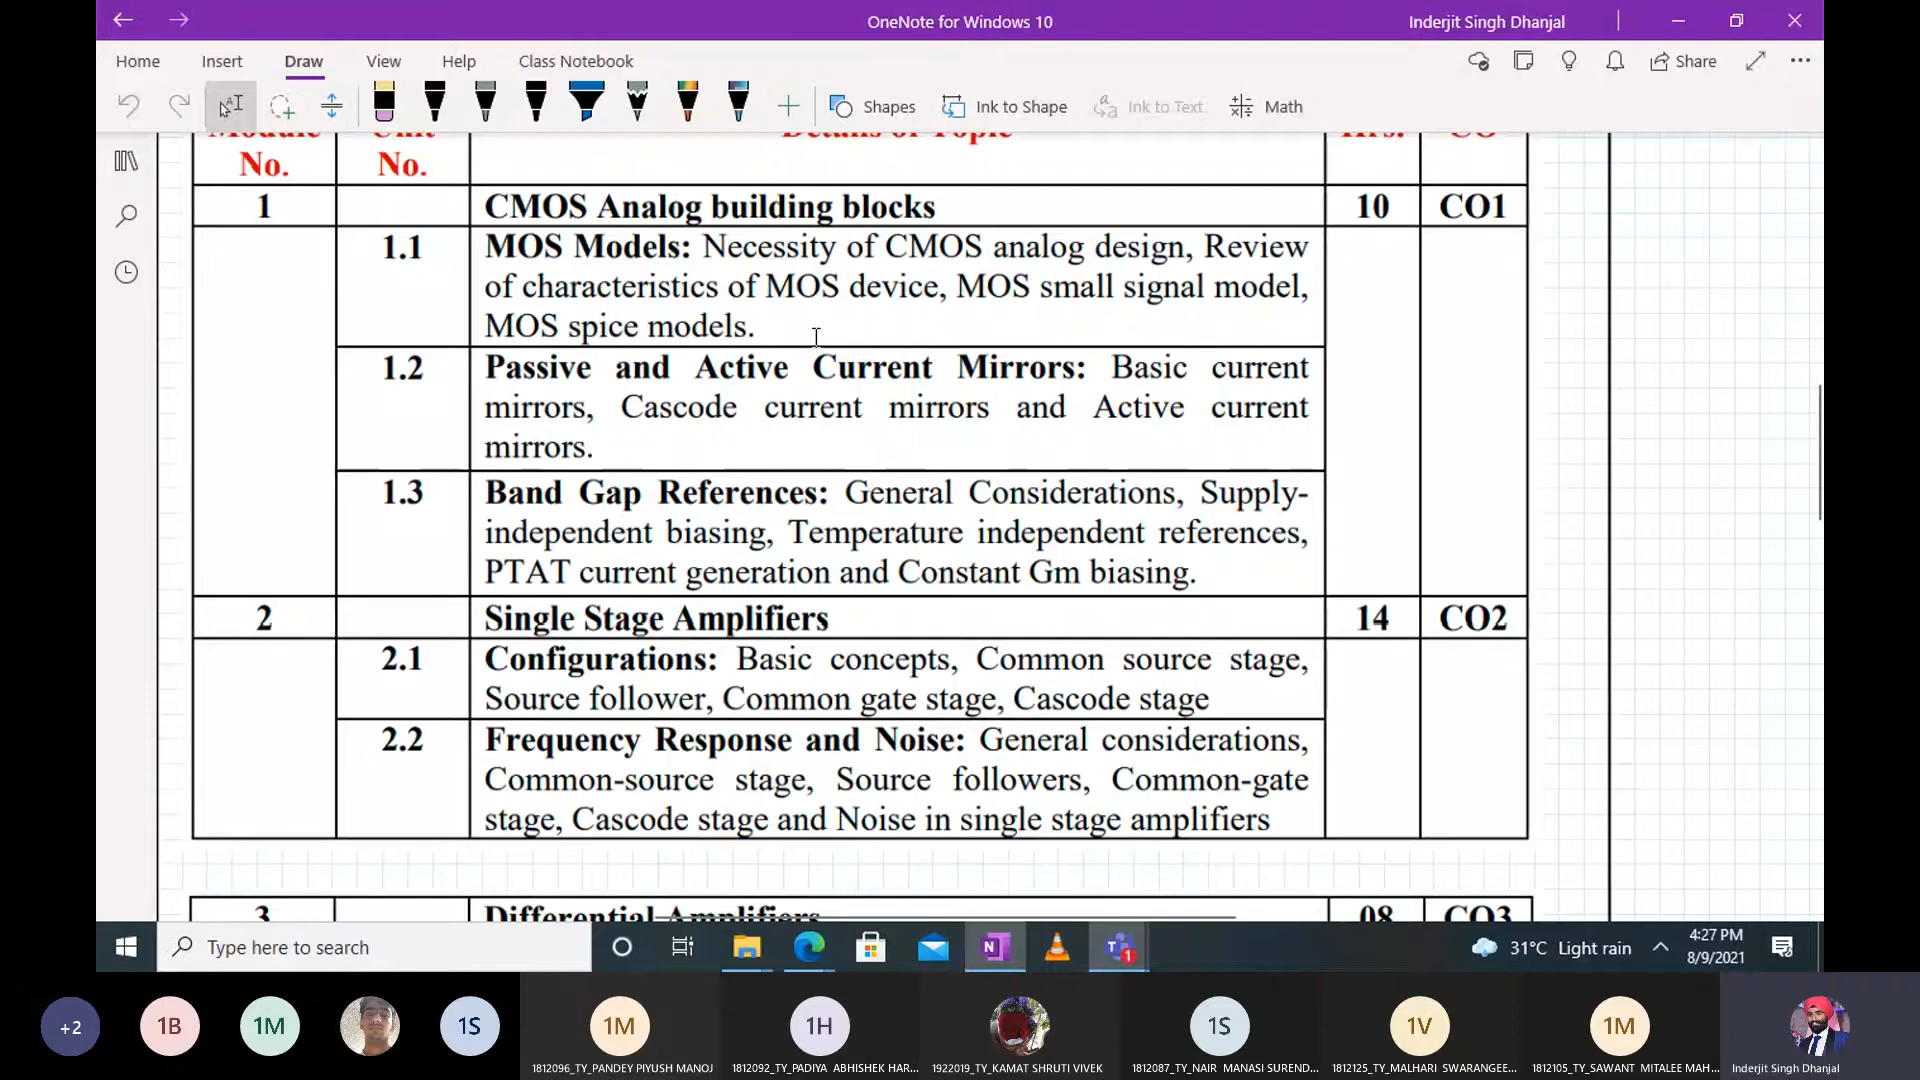 OneNote for Windows 10
Inderjit Singh Dhanjal
Home Insert Draw View Help Class Notebook
Share
Shapes Ink to Shape Ink to Text Math
Module Unit Details of Topic Hrs. CO
No. No.
1 CMOS Analog building blocks 10 CO1
1.1 MOS Models: Necessity of CMOS analog design, Review
of characteristics of MOS device, MOS small signal model,
MOS spice models.
1.2 Passive and Active Current Mirrors: Basic current
mirrors, Cascode current mirrors and Active current
mirrors.
1.3 Band Gap References: General Considerations, Supply-
independent biasing, Temperature independent references,
PTAT current generation and Constant Gm biasing.
2 Single Stage Amplifiers 14 CO2
2.1 Configurations: Basic concepts, Common source stage,
Source follower, Common gate stage, Cascode stage
2.2 Frequency Response and Noise: General considerations,
Common-source stage, Source followers, Common-gate
stage, Cascode stage and Noise in single stage amplifiers
3 Differential Amplifiers 08 CO3
Type here to search
31°C Light rain
4:27 PM
8/9/2021
+2 1B 1M 1S 1M 1H 1S 1V 1M
1812096_TY_PANDEY PIYUSH MANOJ
1812092_TY_PADIYA ABHISHEK HAR...
1922019_TY_KAMAT SHRUTI VIVEK
1812087_TY_NAIR MANASI SUREND...
1812125_TY_MALHARI SWARANGEE...
1812105_TY_SAWANT MITALEE MAH...
Inderjit Singh Dhanjal